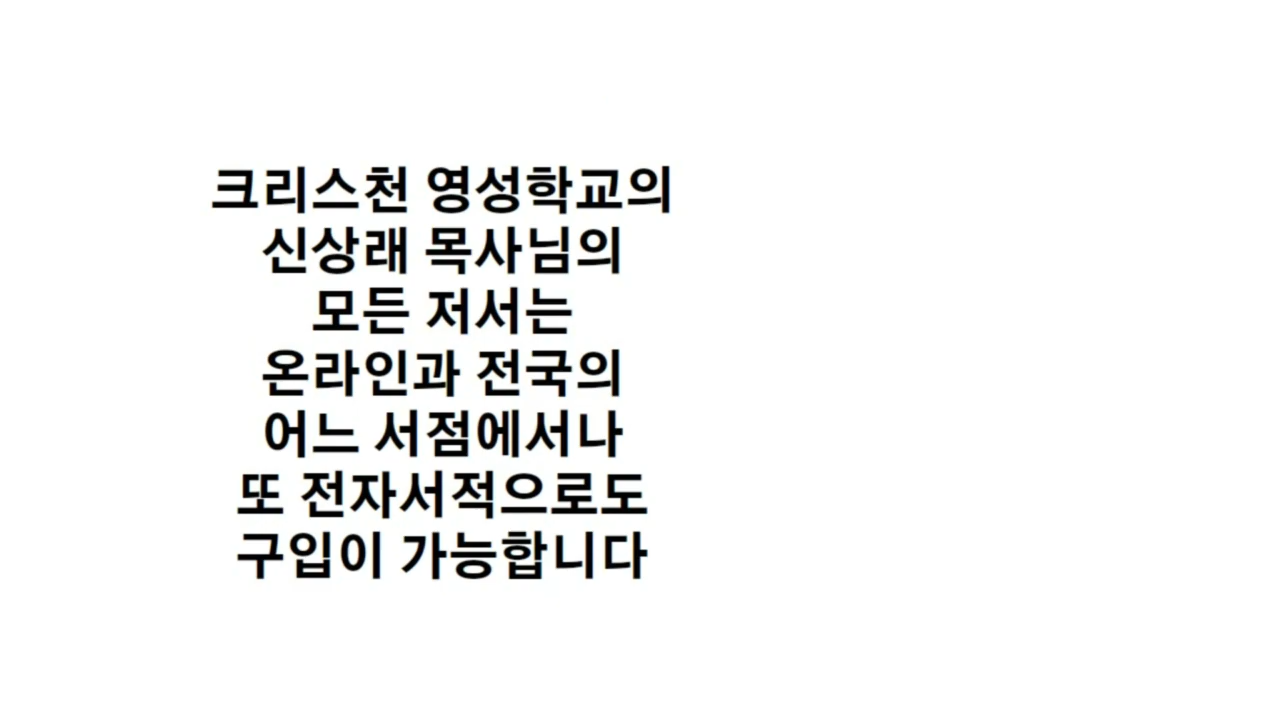 크리스천 영성학교의
신상래 목사님의
모든 저서는
온라인과 전국의
어느 서점에서나
또 전자서적으로도
구입이 가능합니다